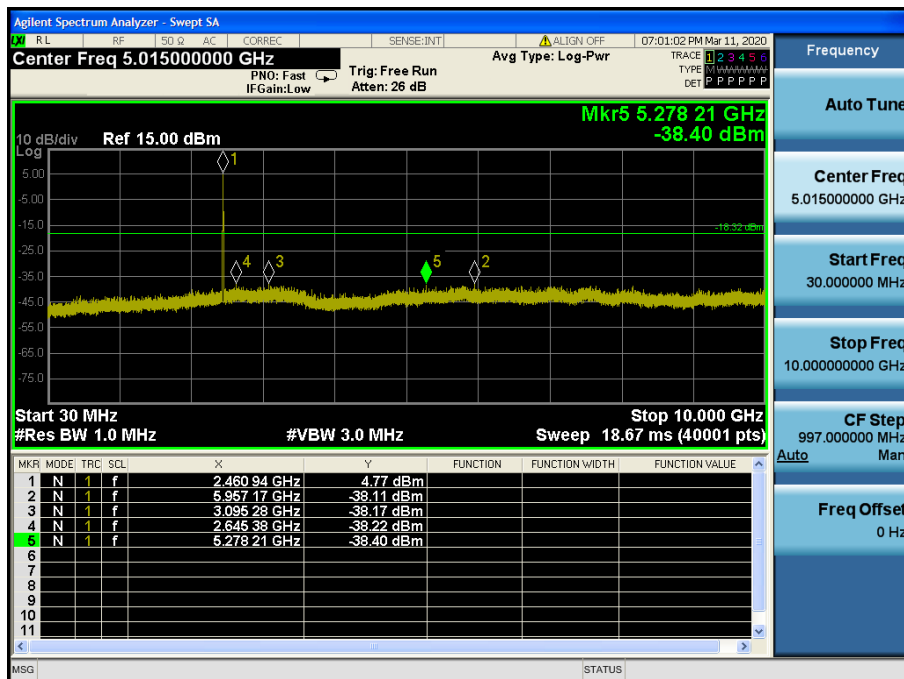 Agilent Spectrum Analyzer - Swept SA
LXI RL RF 50 Ω AC CORREC SENSE:INT ALIGN OFF 07:01:02 PM Mar 11, 2020
Center Freq 5.015000000 GHz
PNO: Fast
IFGain:Low
Trig: Free Run
Atten: 26 dB
Avg Type: Log-Pwr
TRACE 1 2 3 4 5 6
TYPE M W W W W W
DET P P P P P P
Mkr5 5.278 21 GHz
-38.40 dBm
10 dB/div
Log
Ref 15.00 dBm
5.00
-5.00
-15.0
-25.0
-35.0
-45.0
-55.0
-65.0
-75.0
1
4
3
5
2
-18.32 dBm
Start 30 MHz
Stop 10.000 GHz
#Res BW 1.0 MHz
#VBW 3.0 MHz
Sweep 18.67 ms (40001 pts)
MKR MODE TRC SCL X Y FUNCTION FUNCTION WIDTH FUNCTION VALUE
1 N 1 f 2.460 94 GHz 4.77 dBm
2 N 1 f 5.957 17 GHz -38.11 dBm
3 N 1 f 3.095 28 GHz -38.17 dBm
4 N 1 f 2.645 38 GHz -38.22 dBm
5 N 1 f 5.278 21 GHz -38.40 dBm
6
7
8
9
10
11
MSG
STATUS
Frequency
Auto Tune
Center Freq
5.015000000 GHz
Start Freq
30.000000 MHz
Stop Freq
10.000000000 GHz
CF Step
997.000000 MHz
Auto Man
Freq Offset
0 Hz